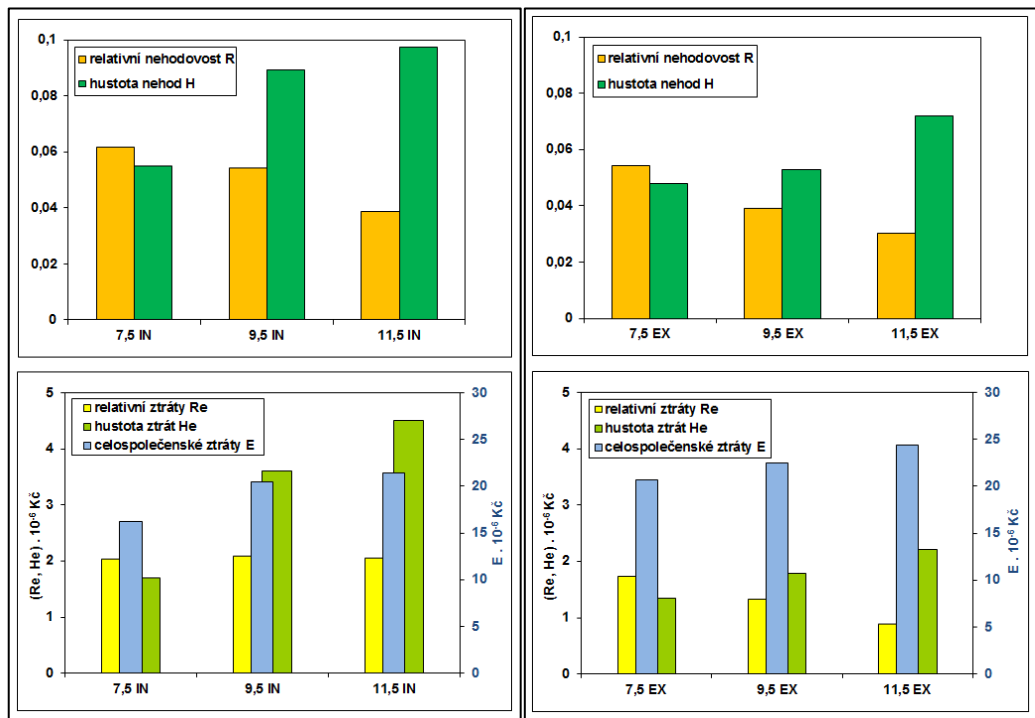 0,1
0,08
0,06
0,04
0,02
0
relativní nehodovost R
hustota nehod H
7,5 IN
9,5 IN
11,5 IN
0,1
0,08
0,06
0,04
0,02
0
relativní nehodovost R
hustota nehod H
7,5 EX
9,5 EX
11,5 EX
(Re, He) . 10⁻⁶ Kč
5
4
3
2
1
0
relativní ztráty Re
hustota ztrát He
celospolečenské ztráty E
30
25
20
15
10
5
0
E . 10⁻⁶ Kč
7,5 IN
9,5 IN
11,5 IN
(Re, He) . 10⁻⁶ Kč
5
4
3
2
1
0
relativní ztráty Re
hustota ztrát He
celospolečenské ztráty E
30
25
20
15
10
5
0
E . 10⁻⁶ Kč
7,5 EX
9,5 EX
11,5 EX